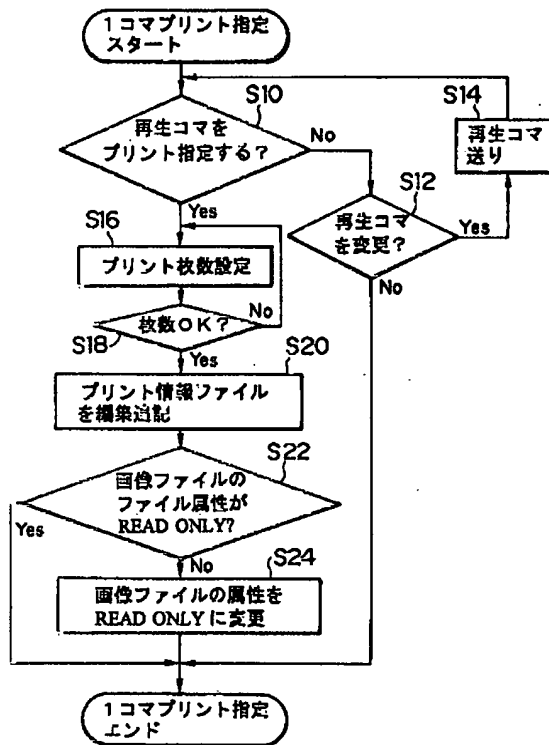 1コマプリント指定
スタート
S10
再生コマを
プリント指定する?
No
S14
再生コマ
送り
S12
再生コマ
を変更?
Yes
No
Yes
S16
プリント枚数設定
枚数OK?
No
S18
Yes
S20
プリント情報ファイル
を編集追記
S22
画像ファイルの
ファイル属性が
READ ONLY?
Yes
No
S24
画像ファイルの属性を
READ ONLYに変更
1コマプリント指定
エンド